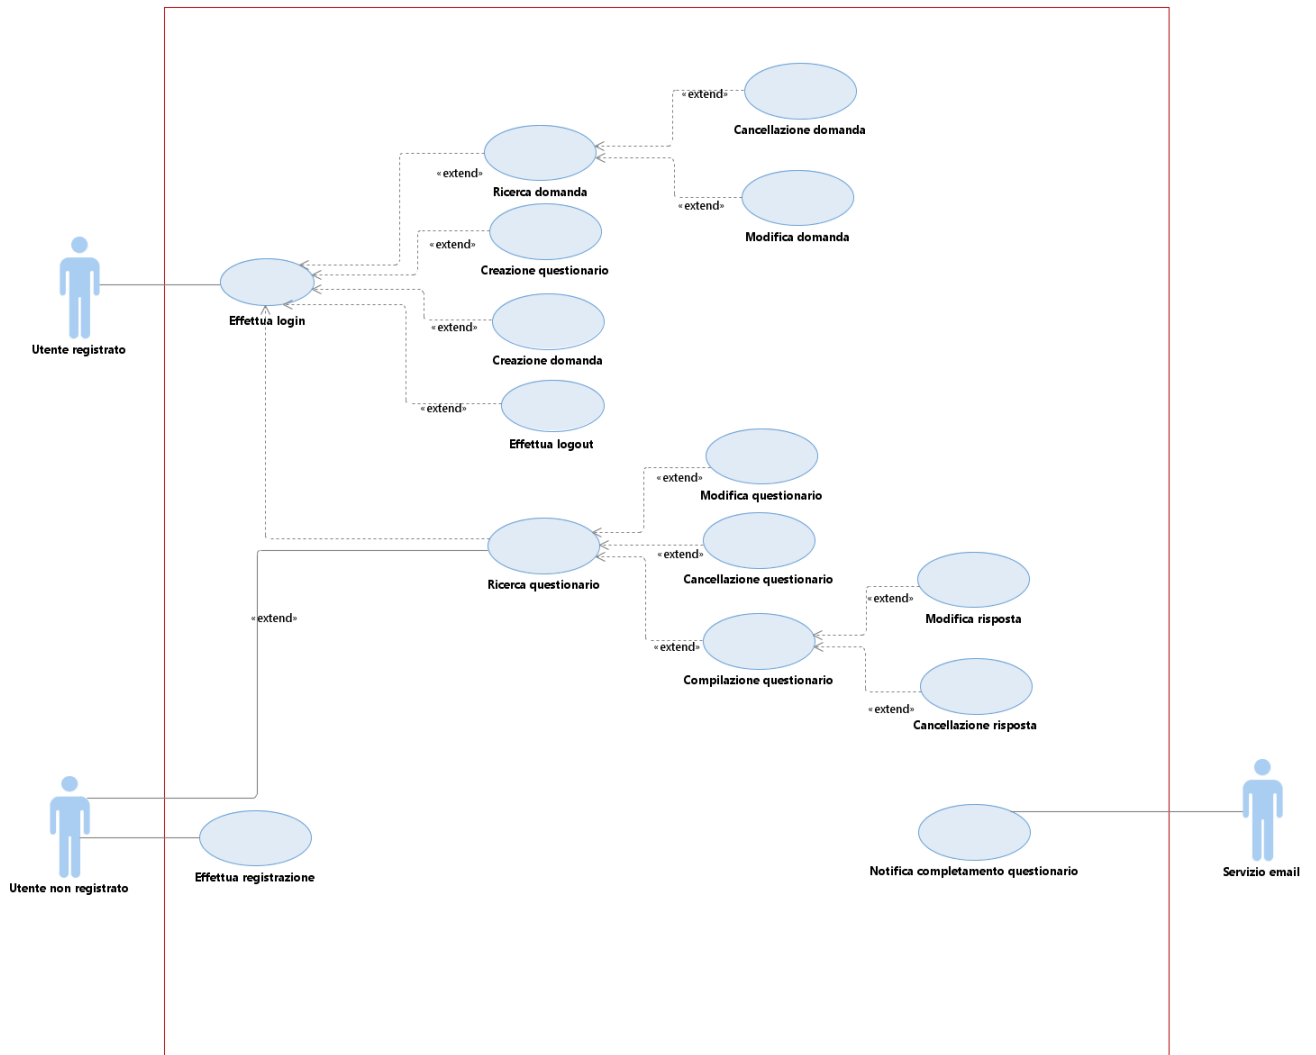 «extend»
Cancellazione domanda
«extend»
Ricerca domanda
«extend»
Modifica domanda
«extend»
Creazione questionario
Effettua login
«extend»
Creazione domanda
Utente registrato
«extend»
Effettua logout
«extend»
Modifica questionario
«extend»
Cancellazione questionario
Ricerca questionario
«extend»
Modifica risposta
«extend»
«extend»
Compilazione questionario
«extend»
Cancellazione risposta
Effettua registrazione
Utente non registrato
Notifica completamento questionario
Servizio email